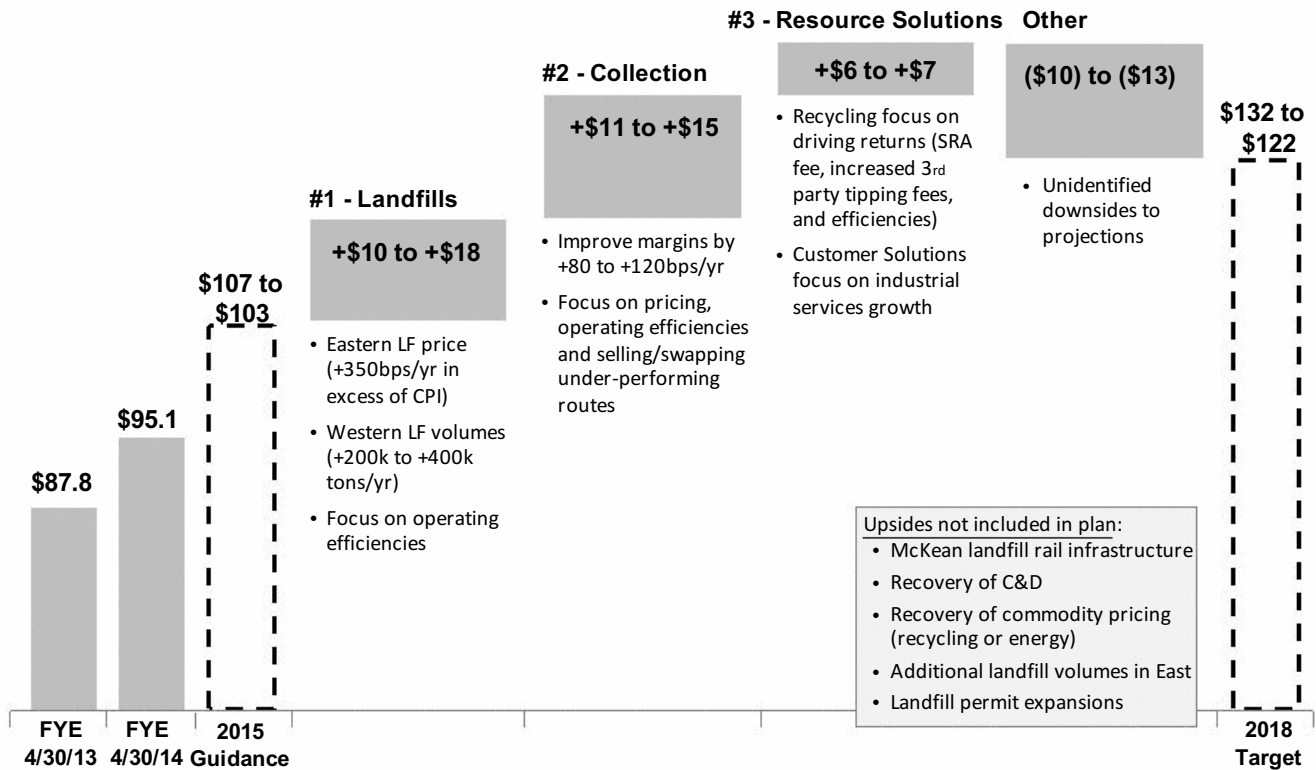 #3 - Resource Solutions
+$6 to +$7
• Recycling focus on
driving returns (SRA
fee, increased 3rd
party tipping fees,
and efficiencies)
• Customer Solutions
focus on industrial
services growth
Other
($10) to ($13)
• Unidentified
downsides to
projections
#2 - Collection
+$11 to +$15
• Improve margins by
+80 to +120bps/yr
• Focus on pricing,
operating efficiencies
and selling/swapping
under-performing
routes
$132 to
$122
#1 - Landfills
+$10 to +$18
• Eastern LF price
(+350bps/yr in
excess of CPI)
• Western LF volumes
(+200k to +400k
tons/yr)
• Focus on operating
efficiencies
$107 to
$103
$95.1
$87.8
Upsides not included in plan:
• McKean landfill rail infrastructure
• Recovery of C&D
• Recovery of commodity pricing
(recycling or energy)
• Additional landfill volumes in East
• Landfill permit expansions
FYE
4/30/13
FYE
4/30/14
2015
Guidance
2018
Target